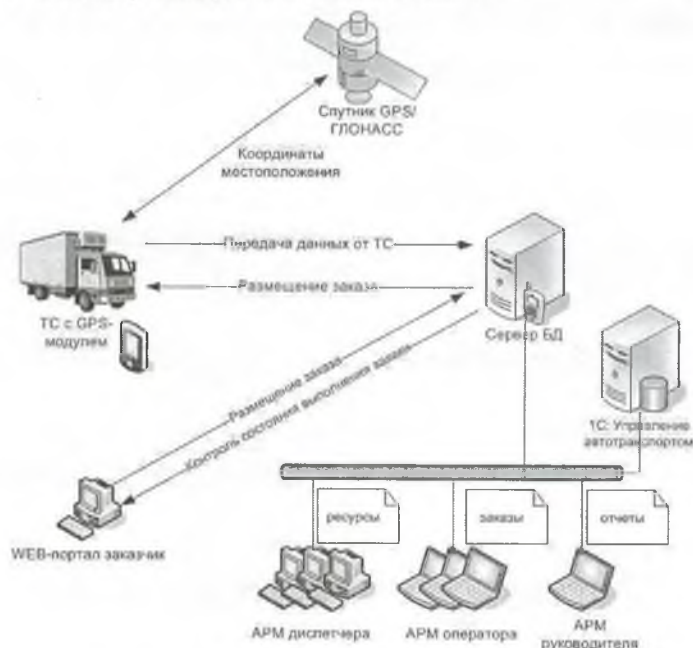 Спутник GPS/
ГЛОНАСС
Координаты
местоположения
Передача данных от ТС
Размещение заказа
ТС с GPS-
модулем
Сервер БД
Размещение заказа
Контроль состояния выполнения заявки
1С: Управление
автотранспортом
WEB-портал заказчик
ресурсы
заказы
отчеты
АРМ диспетчера
АРМ оператора
АРМ
руководителя